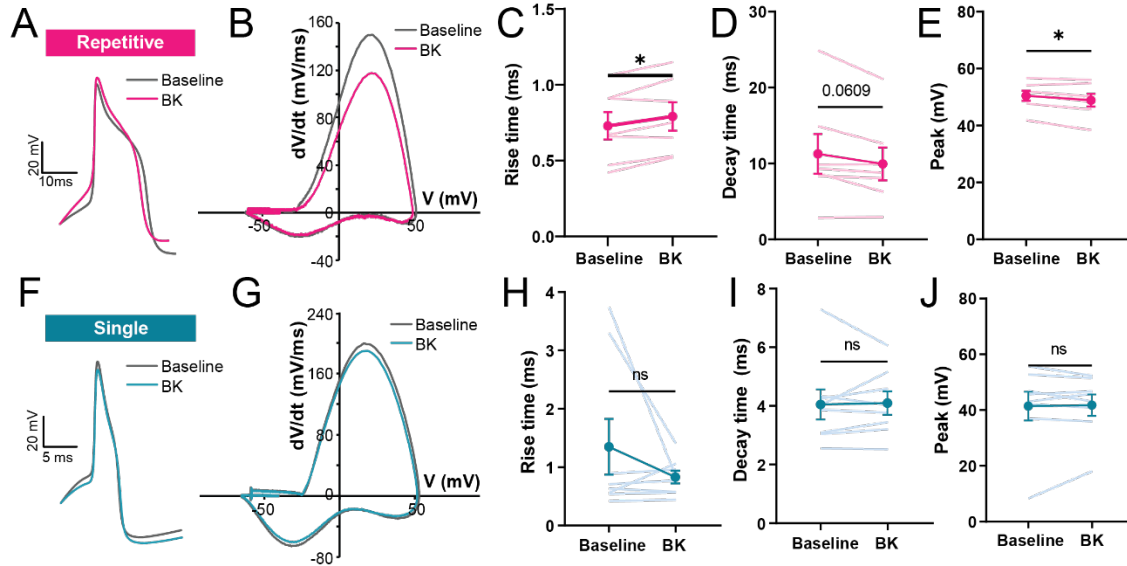 A
Repetitive
Baseline
BK
20 mV
10ms
B
160
120
80
40
0
-40
-50
50
dV/dt (mV/ms)
V (mV)
Baseline
BK
C
1.5
1.0
0.5
0.0
Rise time (ms)
*
Baseline BK
D
30
20
10
0
Decay time (ms)
0.0609
Baseline BK
E
80
60
40
20
0
Peak (mV)
*
Baseline BK
F
Single
Baseline
BK
20 mV
5 ms
G
240
160
80
0
-80
-50
50
dV/dt (mV/ms)
V (mV)
Baseline
BK
H
4
3
2
1
0
Rise time (ms)
ns
Baseline BK
I
8
6
4
2
0
Decay time (ms)
ns
Baseline BK
J
80
60
40
20
0
Peak (mV)
ns
Baseline BK